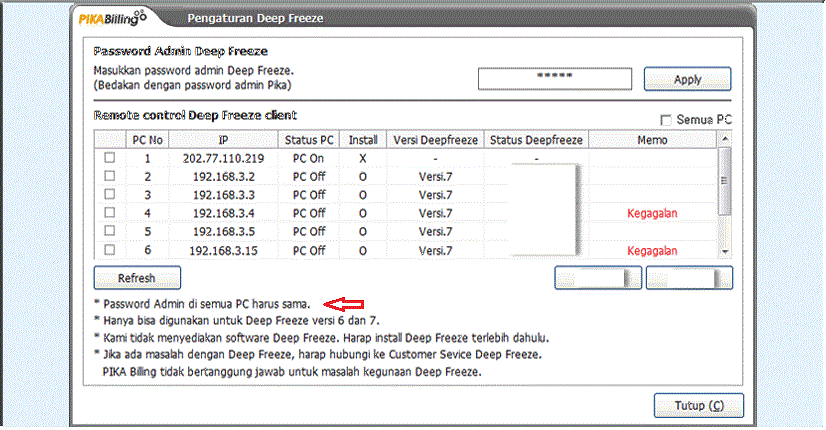 PIKABilling Pengaturan Deep Freeze
Password Admin Deep Freeze
Masukkan password admin Deep Freeze.
(Bedakan dengan password admin Pika)
***** Apply
Remote control Deep Freeze client
Semua PC
PC No IP Status PC Install Versi Deepfreeze Status Deepfreeze Memo
1 202.77.110.219 PC On X - -
2 192.168.3.2 PC Off O Versi.7
3 192.168.3.3 PC Off O Versi.7
4 192.168.3.4 PC Off O Versi.7 Kegagalan
5 192.168.3.5 PC Off O Versi.7
6 192.168.3.15 PC Off O Versi.7 Kegagalan
Refresh
* Password Admin di semua PC harus sama.
* Hanya bisa digunakan untuk Deep Freeze versi 6 dan 7.
* Kami tidak menyediakan software Deep Freeze. Harap install Deep Freeze terlebih dahulu.
* Jika ada masalah dengan Deep Freeze, harap hubungi ke Customer Sevice Deep Freeze.
PIKA Billing tidak bertanggung jawab untuk masalah kegunaan Deep Freeze.
Tutup (C)